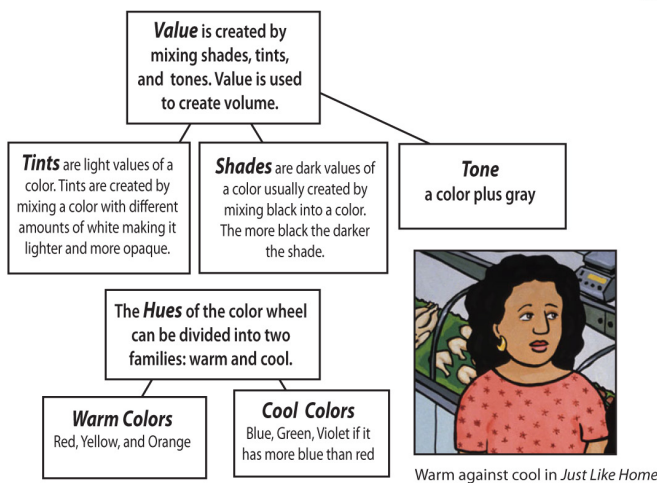 Value is created by
mixing shades, tints,
and tones. Value is used
to create volume.
Tints are light values of a
color. Tints are created by
mixing a color with different
amounts of white making it
lighter and more opaque.
Shades are dark values of
a color usually created by
mixing black into a color.
The more black the darker
the shade.
Tone
a color plus gray
The Hues of the color wheel
can be divided into two
families: warm and cool.
Warm Colors
Red, Yellow, and Orange
Cool Colors
Blue, Green, Violet if it
has more blue than red
Warm against cool in Just Like Home